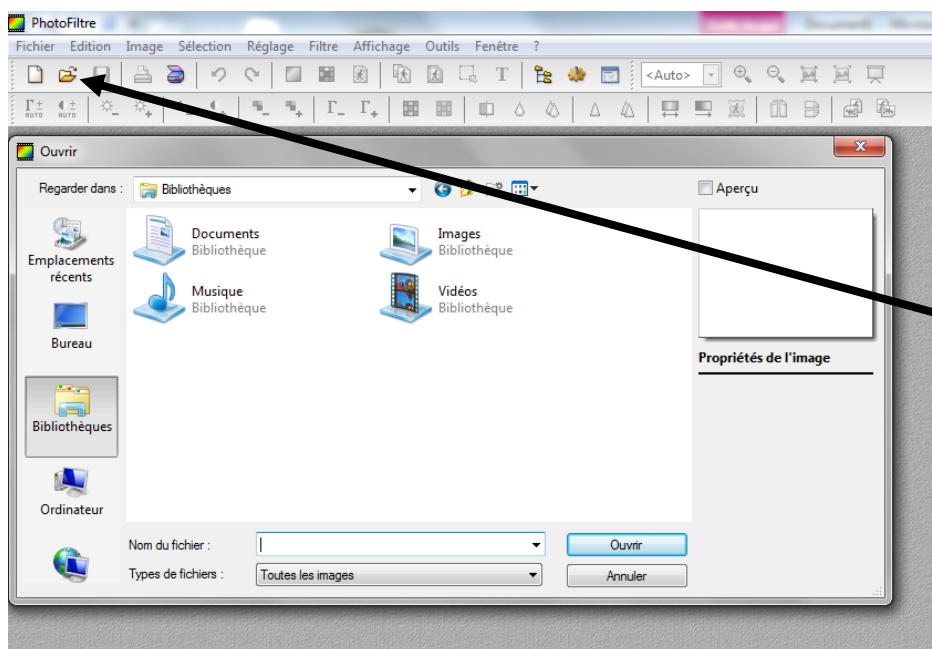 PhotoFiltre
Fichier Edition Image Sélection Réglage Filtre Affichage Outils Fenêtre ?
T <Auto>
AUTO AUTO
Ouvrir
Regarder dans : Bibliothèques
Aperçu
Emplacements
récents
Bureau
Bibliothèques
Ordinateur
Documents
Bibliothèque
Images
Bibliothèque
Musique
Bibliothèque
Vidéos
Bibliothèque
Propriétés de l'image
Nom du fichier :
Ouvrir
Types de fichiers : Toutes les images
Annuler